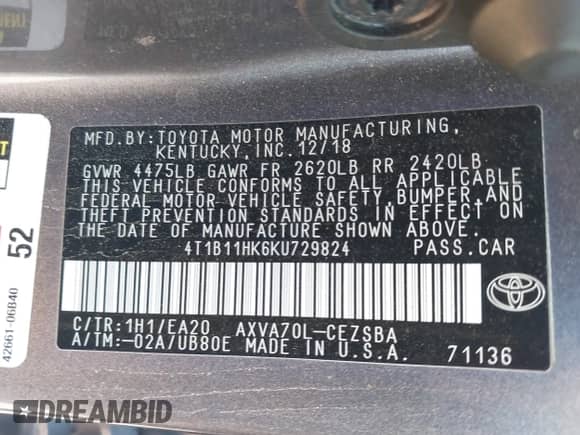 MFD.BY:TOYOTA MOTOR MANUFACTURING,
KENTUCKY,INC.12/18
GVWR 4475LB GAWR FR 2620LB RR 2420LB
THIS VEHICLE CONFORMS TO ALL APPLICABLE
FEDERAL MOTOR VEHICLE SAFETY,BUMPER,AND
THEFT PREVENTION STANDARDS IN EFFECT ON
THE DATE OF MANUFACTURE SHOWN ABOVE.
4T1B11HK6KU729824 PASS.CAR
C/TR:1H1/EA20 AXVA70L-CEZSBA
A/TM:-02A/UB80E MADE IN U.S.A. 71136
TOYOTA
52
42661-06B40
DREAMBID